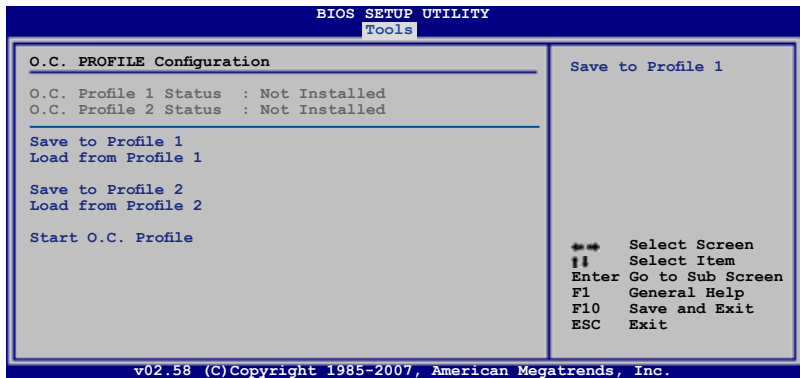 BIOS SETUP UTILITY
Tools
O.C. PROFILE Configuration
O.C. Profile 1 Status : Not Installed
O.C. Profile 2 Status : Not Installed
Save to Profile 1
Load from Profile 1
Save to Profile 2
Load from Profile 2
Start O.C. Profile
Save to Profile 1
←→ Select Screen
↑↓ Select Item
Enter Go to Sub Screen
F1 General Help
F10 Save and Exit
ESC Exit
v02.58 (C)Copyright 1985-2007, American Megatrends, Inc.